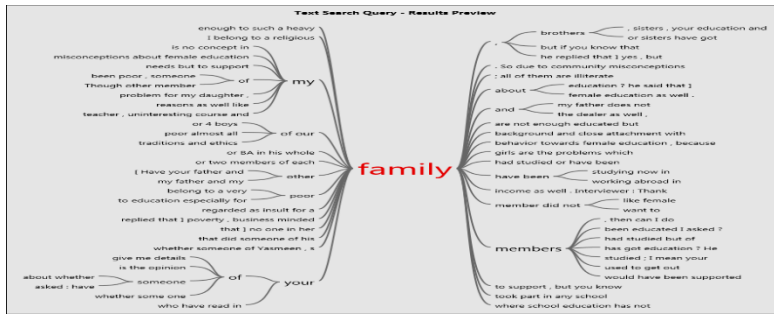 Text Search Query - Results Preview
enough to such a heavy
I belong to a religious
is no concept in
misconceptions about female education
needs but to support
been poor , someone
Though other member
of
problem for my daughter ,
reasons as well like
teacher , uninteresting course and
my
or 4 boys
poor almost all
traditions and ethics
of our
or BA in his whole
or two members of each
( Have your father and
my father and my
other
belong to a very
to education especially for
poor
regarded as insult for a
replied that ] poverty , business minded
that ] no one in her
that did someone of his
whether someone of Yasmeen , s
give me details
is the opinion
about whether
asked : have
someone
whether some one
of
who have read in
your
family
,
brothers
, sisters , your education and
or sisters have got
but if you know that
he replied that ] yes , but
. So due to community misconceptions
: all of them are illiterate
about
education ? he said that ]
female education as well .
and
my father does not
the dealer as well ,
are not enough educated but
background and close attachment with
behavior towards female education , because
girls are the problems which
had studied or have been
have been
studying now in
working abroad in
income as well . Interviewer : Thank
member did not
like female
want to
members
, then can I do
been educated I asked ?
had studied but of
has got education ? He
studied ; I mean your
used to get out
would have been supported
to support , but you know
took part in any school
where school education has not